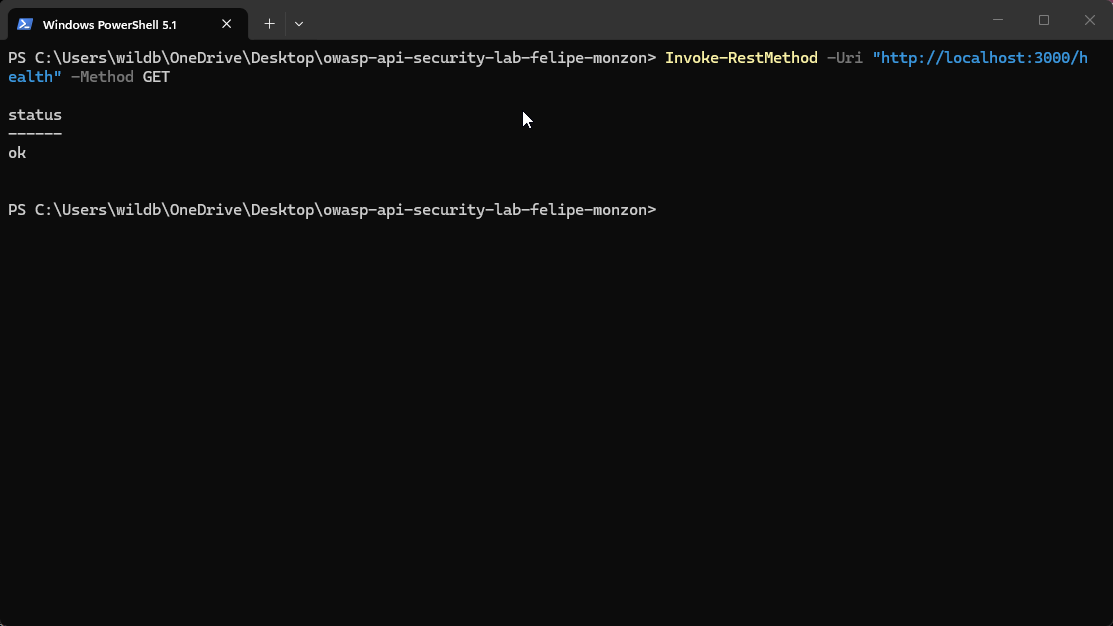 Windows PowerShell 5.1
PS C:\Users\wildb\OneDrive\Desktop\owasp-api-security-lab-felipe-monzon> Invoke-RestMethod -Uri "http://localhost:3000/h
ealth" -Method GET
status
------
ok
PS C:\Users\wildb\OneDrive\Desktop\owasp-api-security-lab-felipe-monzon>